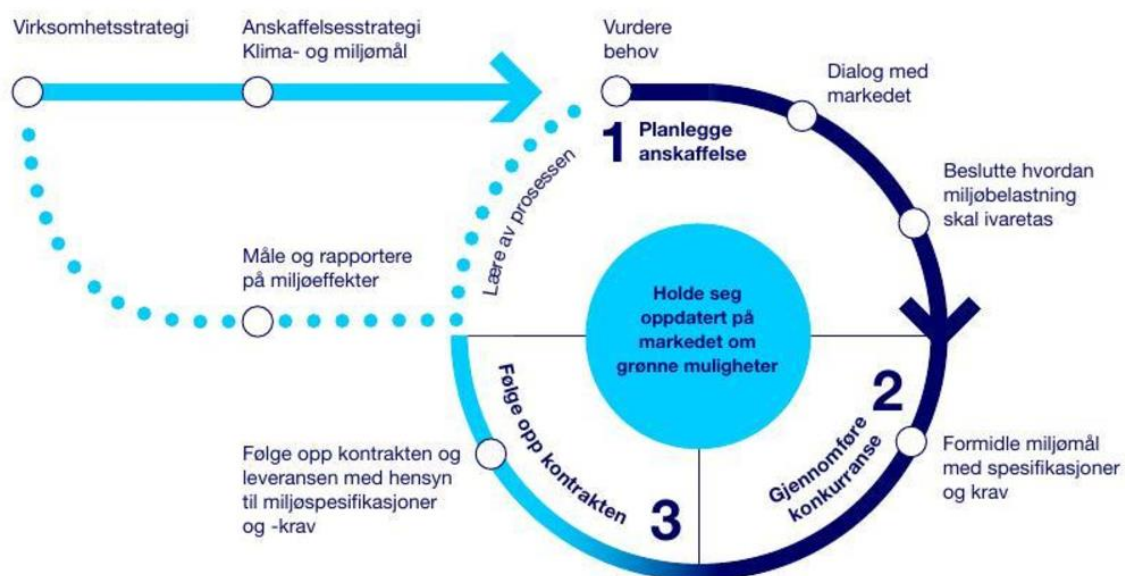 Virksomhetsstrategi
Anskaffelsesstrategi
Klima- og miljømål
Vurdere
behov
Dialog med
markedet
1 Planlegge
anskaffelse
Beslutte hvordan
miljøbelastning
skal ivaretas
Lære av prosessen
Måle og rapportere
på miljøeffekter
Holde seg
oppdatert på
markedet om
grønne muligheter
2
Gjennomføre
konkurranse
Formidle miljømål
med spesifikasjoner
og krav
Følge opp kontrakten
3
Følge opp kontrakten og
leveransen med hensyn
til miljøspesifikasjoner
og -krav